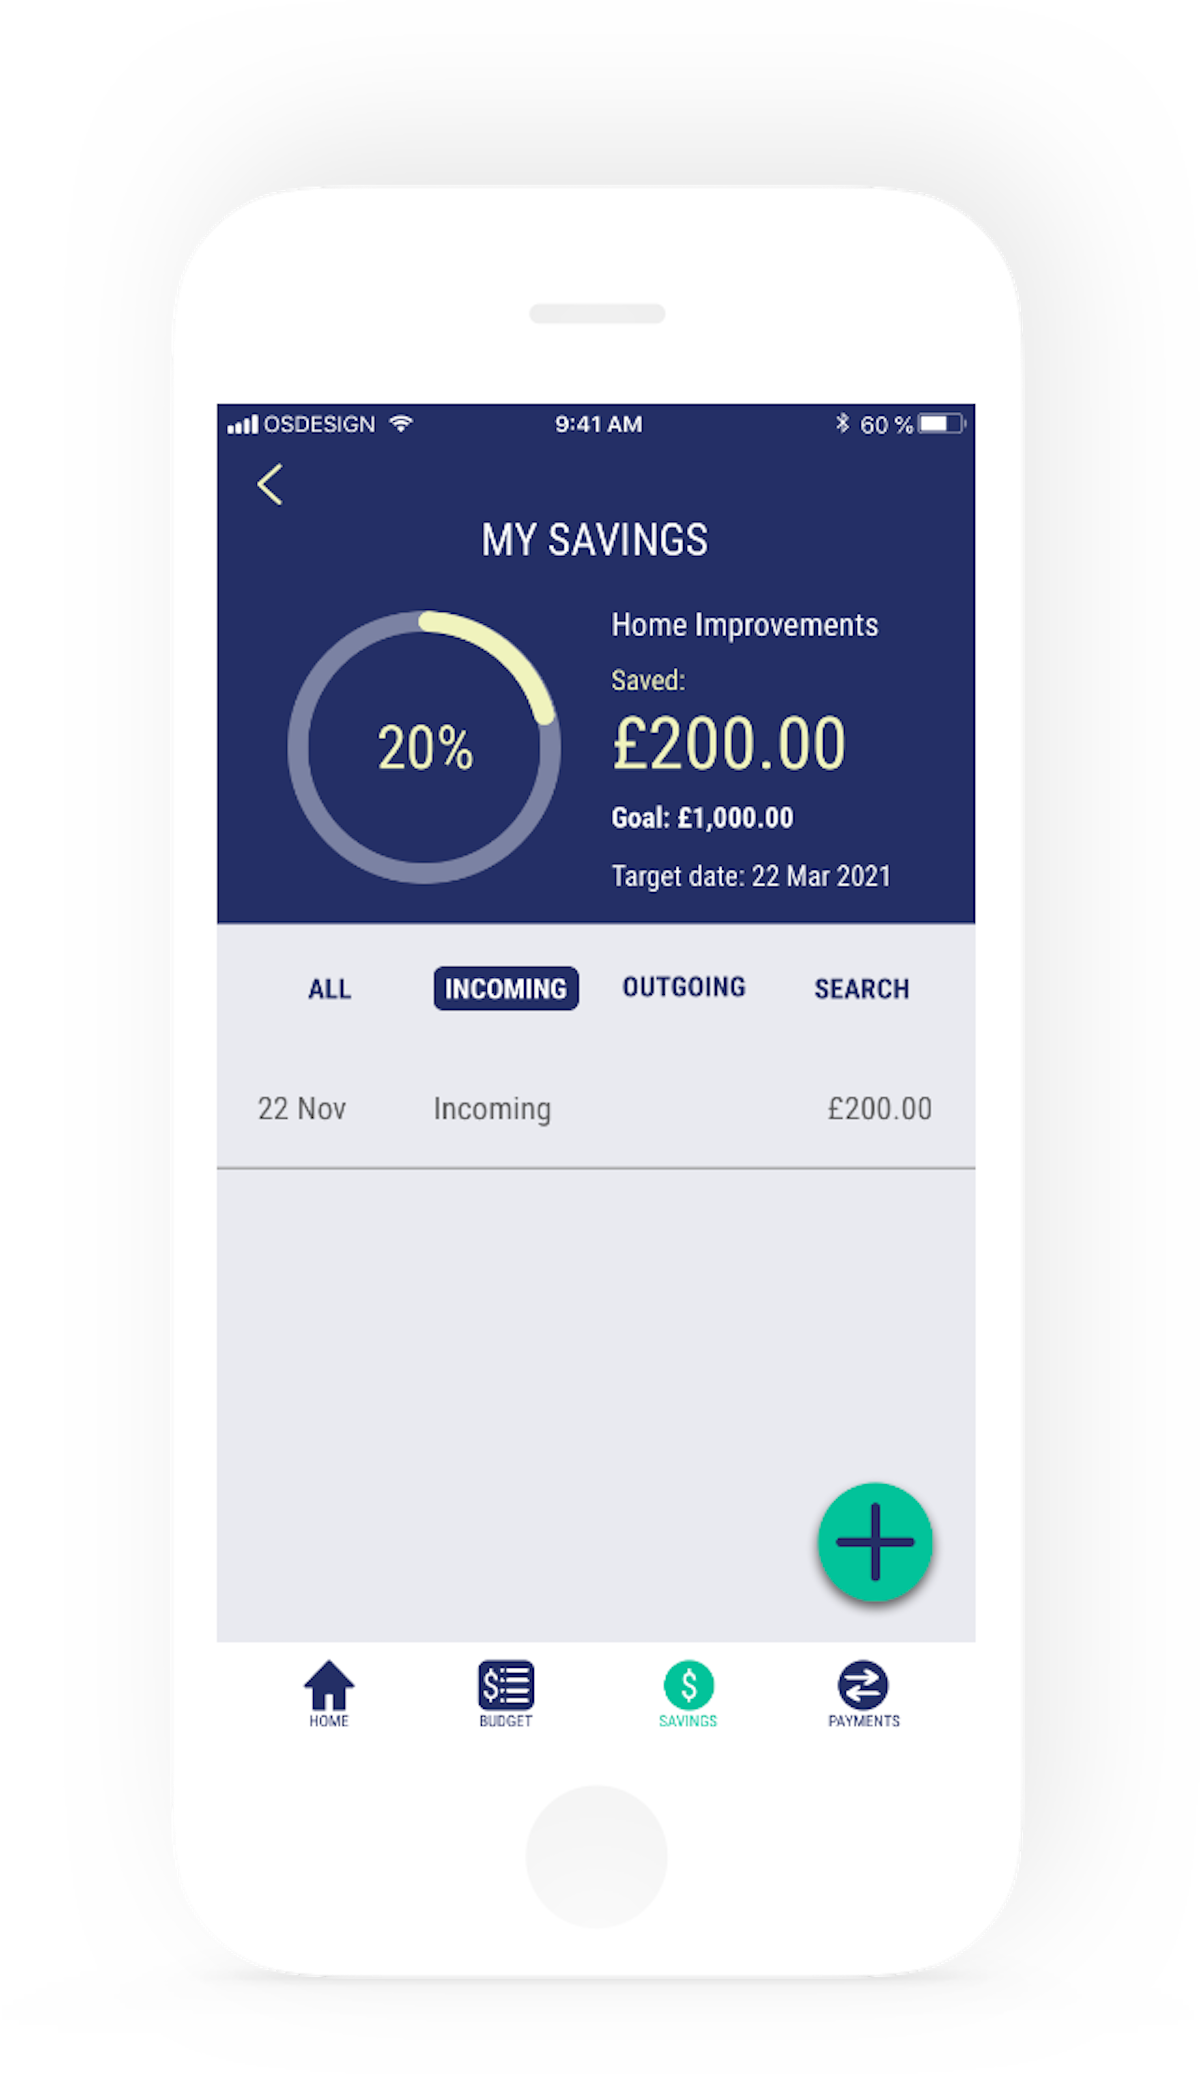 OSDESIGN 9:41 AM 60 %
MY SAVINGS
20%
Home Improvements
Saved:
£200.00
Goal: £1,000.00
Target date: 22 Mar 2021
ALL INCOMING OUTGOING SEARCH
22 Nov Incoming £200.00
HOME BUDGET SAVINGS PAYMENTS